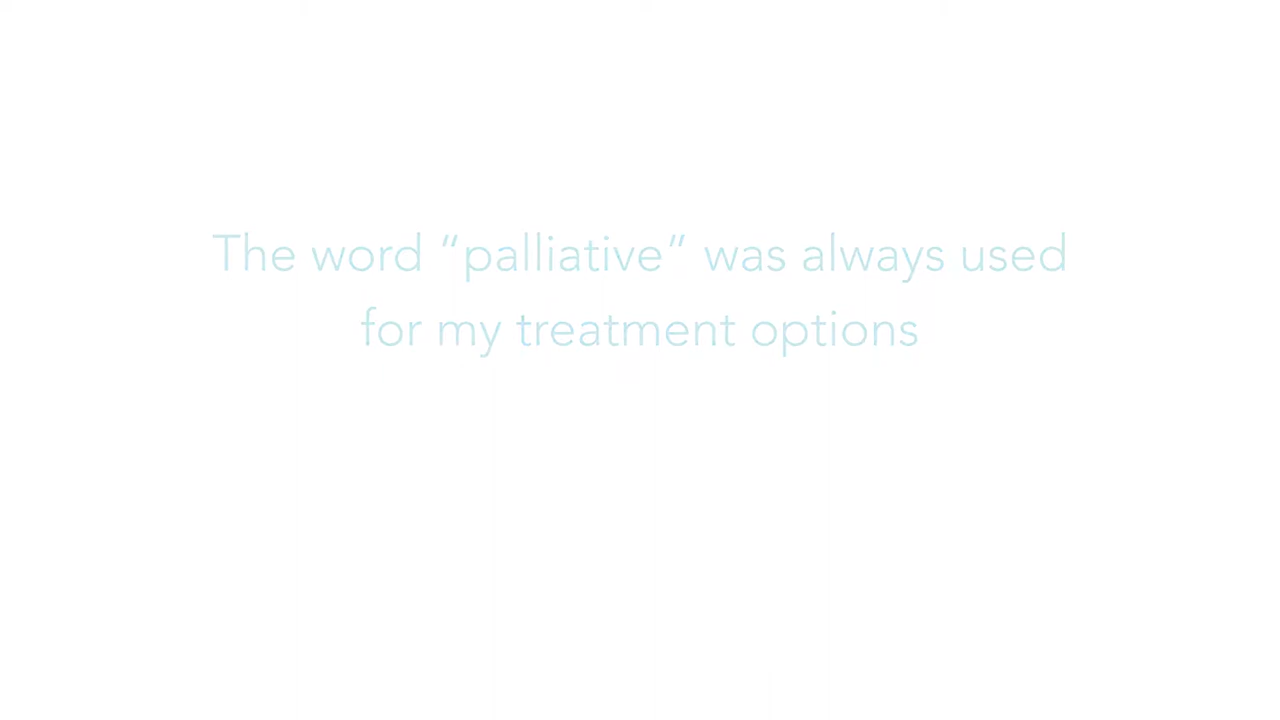 The word “palliative” was always used
for my treatment options